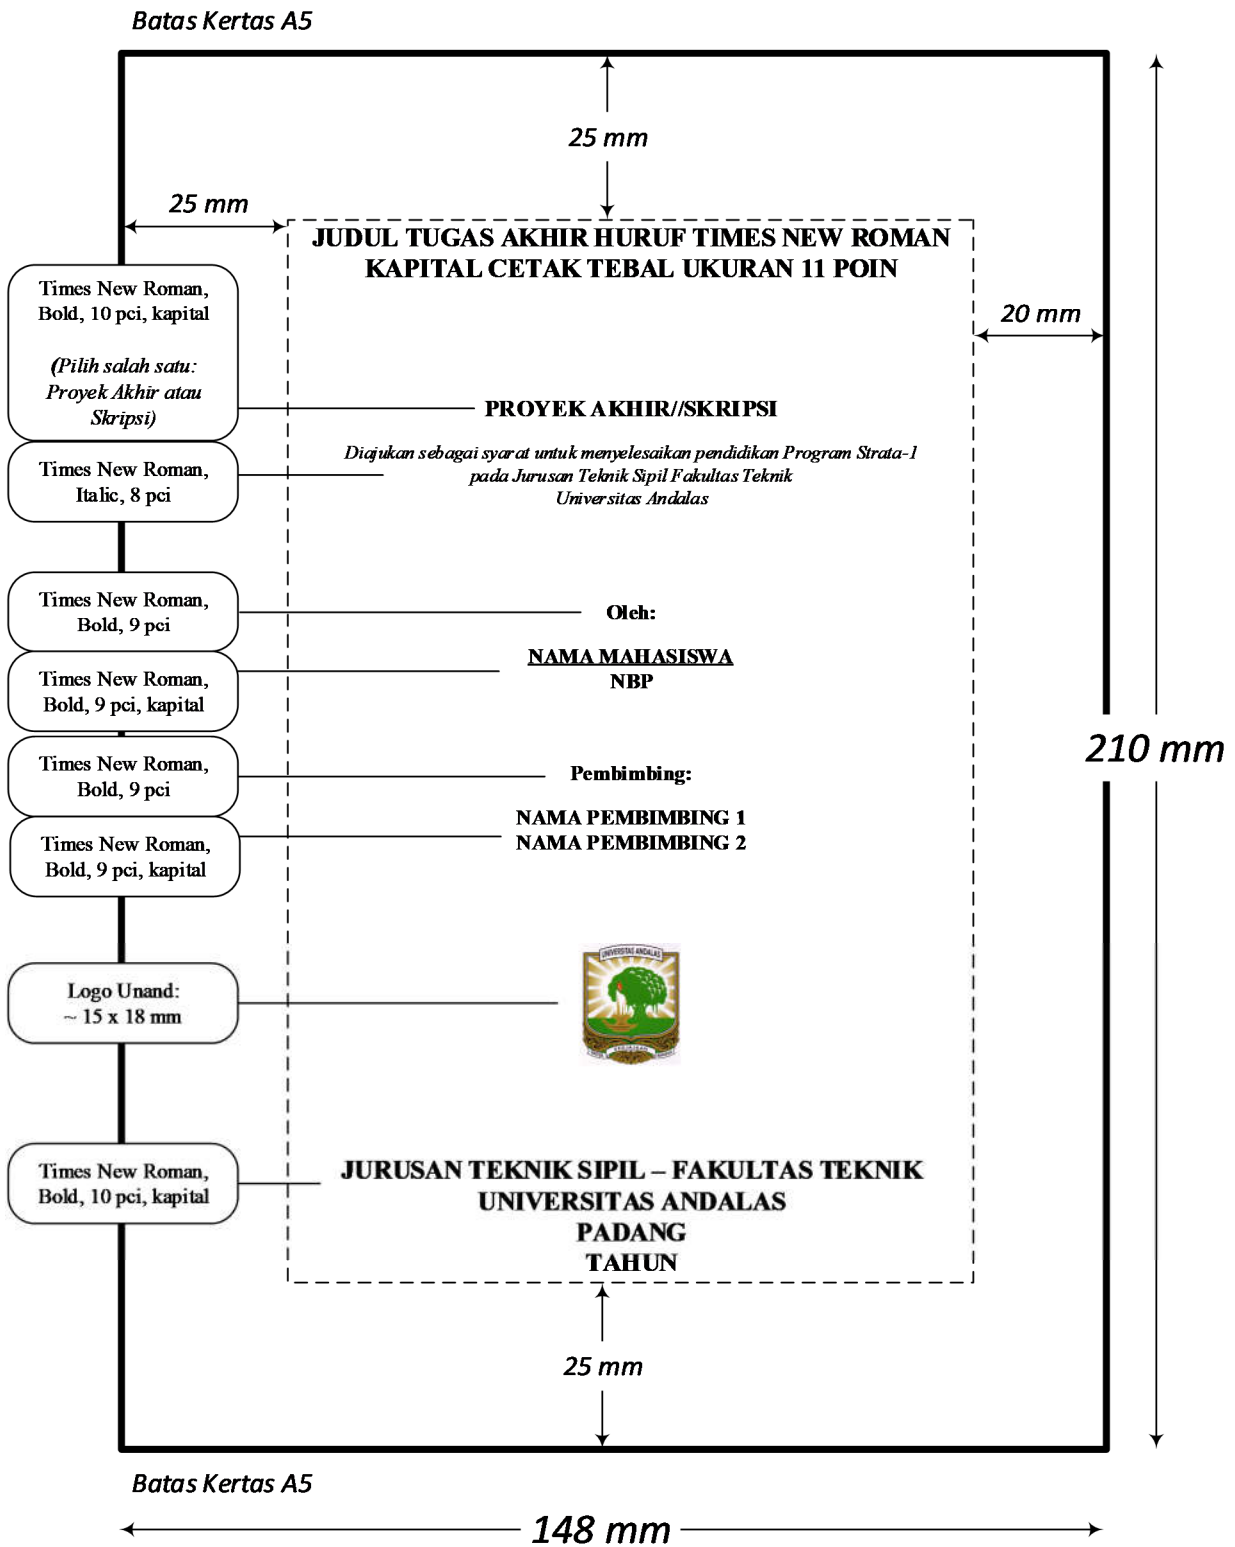 Batas Kertas A5
25 mm
25 mm
JUDUL TUGAS AKHIR HURUF TIMES NEW ROMAN
KAPITAL CETAK TEBAL UKURAN 11 POIN
Times New Roman,
Bold, 10 pci, kapital
(Pilih salah satu:
Proyek Akhir atau
Skripsi)
20 mm
PROYEK AKHIR//SKRIPSI
Times New Roman,
Italic, 8 pci
Diajukan sebagai syarat untuk menyelesaikan pendidikan Program Strata-1
pada Jurusan Teknik Sipil Fakultas Teknik
Universitas Andalas
Times New Roman,
Bold, 9 pci
Oleh:
Times New Roman,
Bold, 9 pci, kapital
NAMA MAHASISWA
NBP
210 mm
Times New Roman,
Bold, 9 pci
Pembimbing:
Times New Roman,
Bold, 9 pci, kapital
NAMA PEMBIMBING 1
NAMA PEMBIMBING 2
UNIVERSITAS ANDALAS
Logo Unand:
~ 15 x 18 mm
Times New Roman,
Bold, 10 pci, kapital
JURUSAN TEKNIK SIPIL – FAKULTAS TEKNIK
UNIVERSITAS ANDALAS
PADANG
TAHUN
25 mm
Batas Kertas A5
148 mm